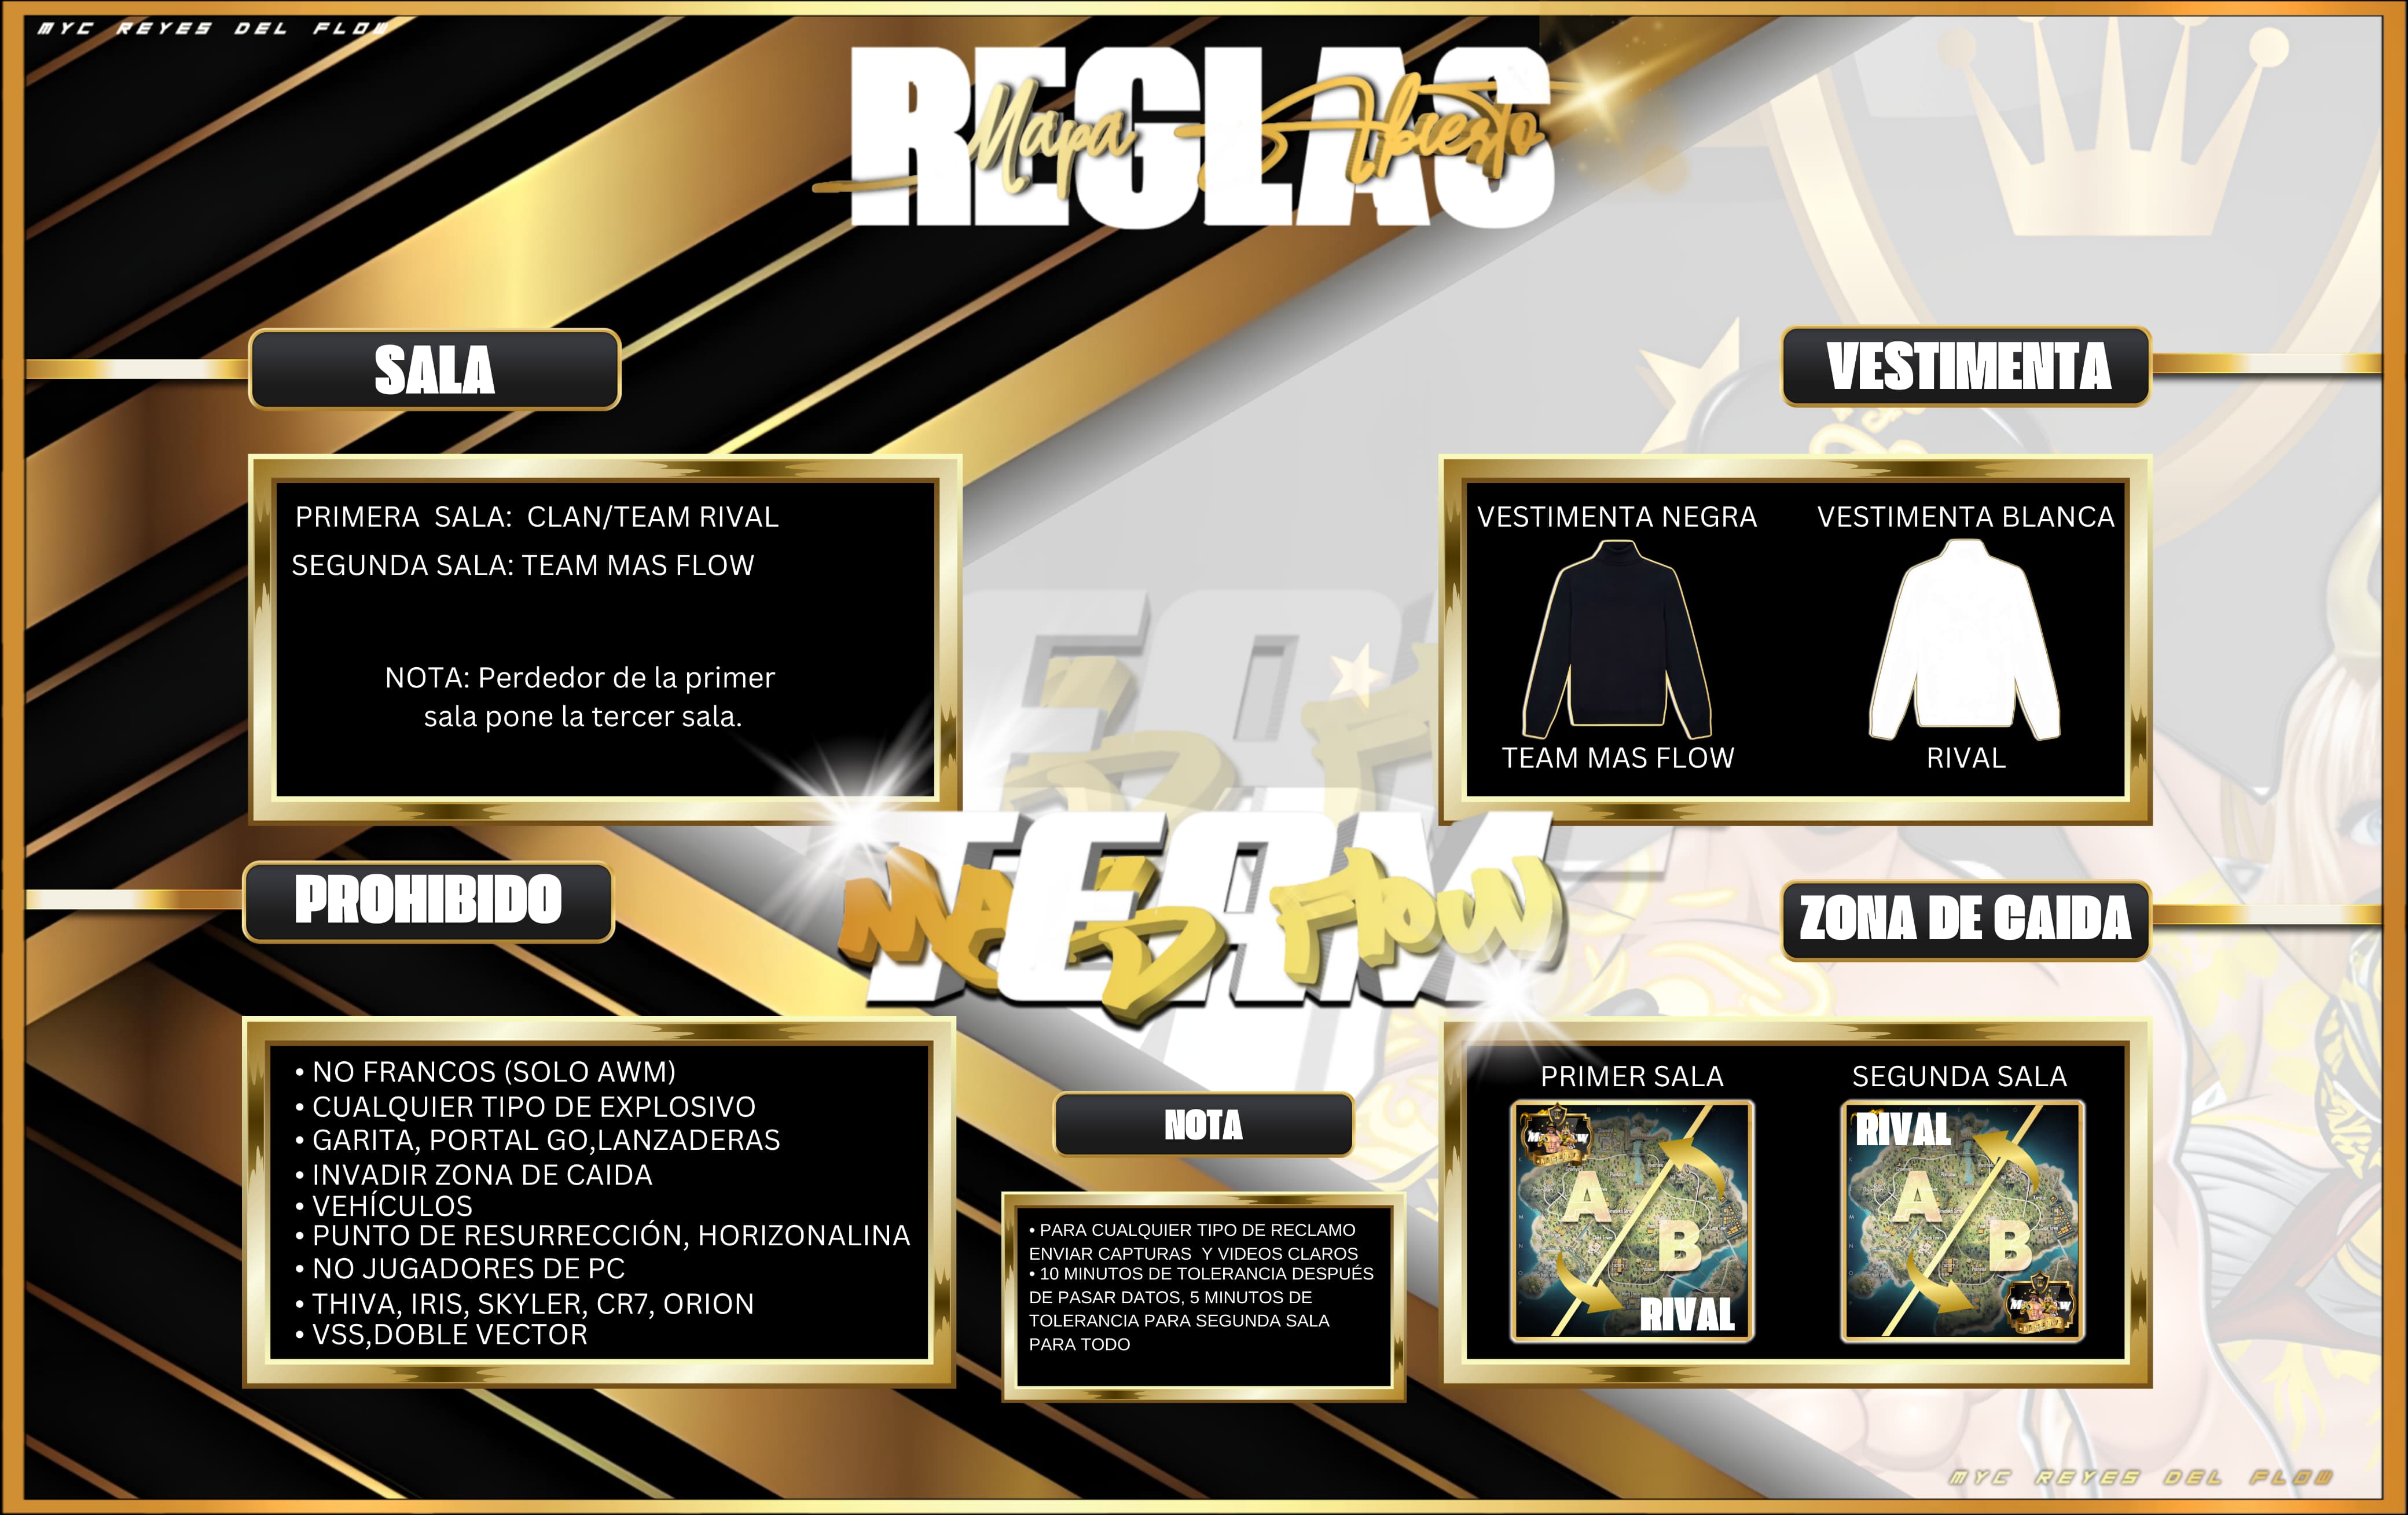 MYC REYES DEL FLOW
REGLAS
Mapa Abierto
SALA
PRIMERA SALA: CLAN/TEAM RIVAL
SEGUNDA SALA: TEAM MAS FLOW
NOTA: Perdedor de la primer
sala pone la tercer sala.
VESTIMENTA
VESTIMENTA NEGRA
VESTIMENTA BLANCA
TEAM MAS FLOW
RIVAL
TEAM
MAS FLOW
PROHIBIDO
• NO FRANCOS (SOLO AWM)
• CUALQUIER TIPO DE EXPLOSIVO
• GARITA, PORTAL GO,LANZADERAS
• INVADIR ZONA DE CAIDA
• VEHÍCULOS
• PUNTO DE RESURRECCIÓN, HORIZONALINA
• NO JUGADORES DE PC
• THIVA, IRIS, SKYLER, CR7, ORION
• VSS,DOBLE VECTOR
NOTA
• PARA CUALQUIER TIPO DE RECLAMO
ENVIAR CAPTURAS Y VIDEOS CLAROS
• 10 MINUTOS DE TOLERANCIA DESPUÉS
DE PASAR DATOS, 5 MINUTOS DE
TOLERANCIA PARA SEGUNDA SALA
PARA TODO
ZONA DE CAIDA
PRIMER SALA
A
B
RIVAL
SEGUNDA SALA
RIVAL
A
B
MYC REYES DEL FLOW